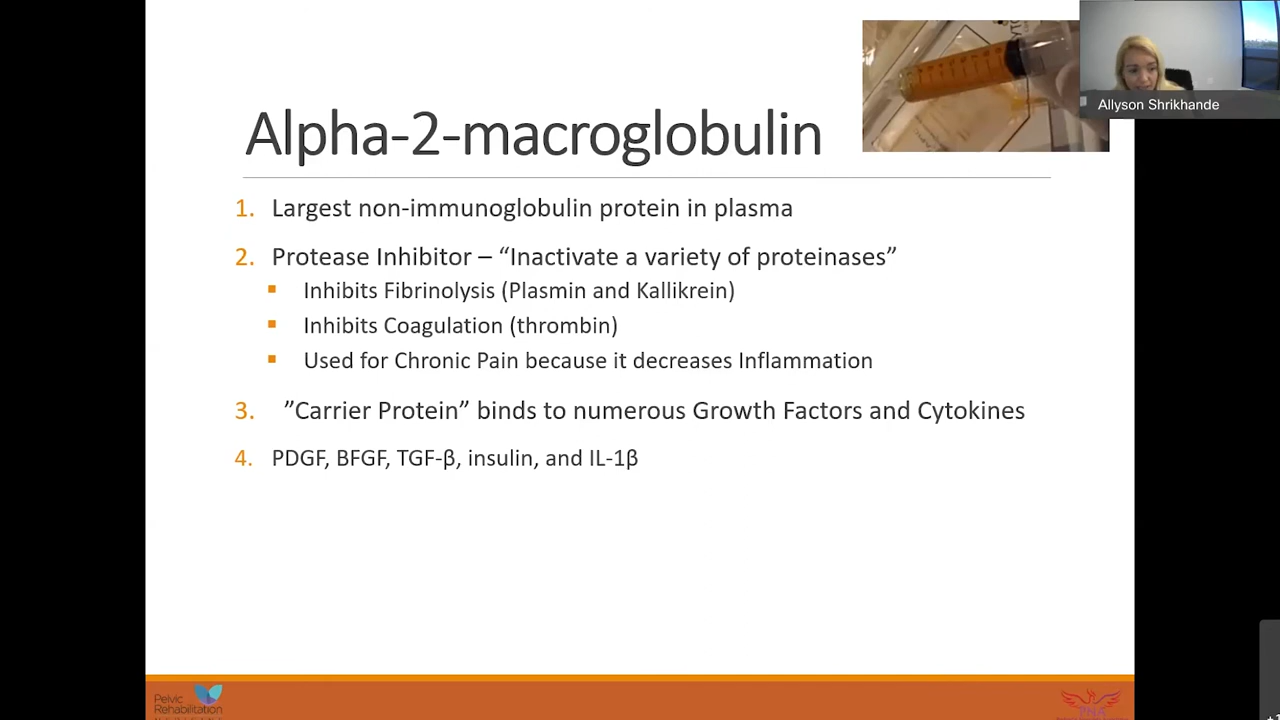 Allyson Shrikhande
Alpha-2-macroglobulin
1. Largest non-immunoglobulin protein in plasma
2. Protease Inhibitor – “Inactivate a variety of proteinases”
▪ Inhibits Fibrinolysis (Plasmin and Kallikrein)
▪ Inhibits Coagulation (thrombin)
▪ Used for Chronic Pain because it decreases Inflammation
3. ”Carrier Protein” binds to numerous Growth Factors and Cytokines
4. PDGF, BFGF, TGF-β, insulin, and IL-1β
Pelvic
Rehabilitation
PNA